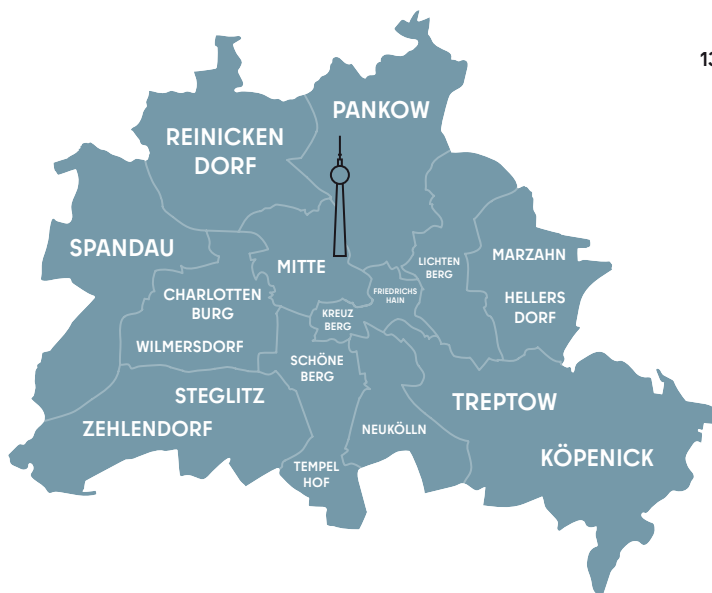 13
PANKOW
REINICKEN
DORF
SPANDAU
MITTE
LICHTEN
BERG
MARZAHN
HELLERS
DORF
CHARLOTTEN
BURG
WILMERSDORF
FRIEDRICHS
HAIN
KREUZ
BERG
SCHÖNE
BERG
STEGLITZ
ZEHLENDORF
TREPTOW
KÖPENICK
NEUKÖLLN
TEMPEL
HOF